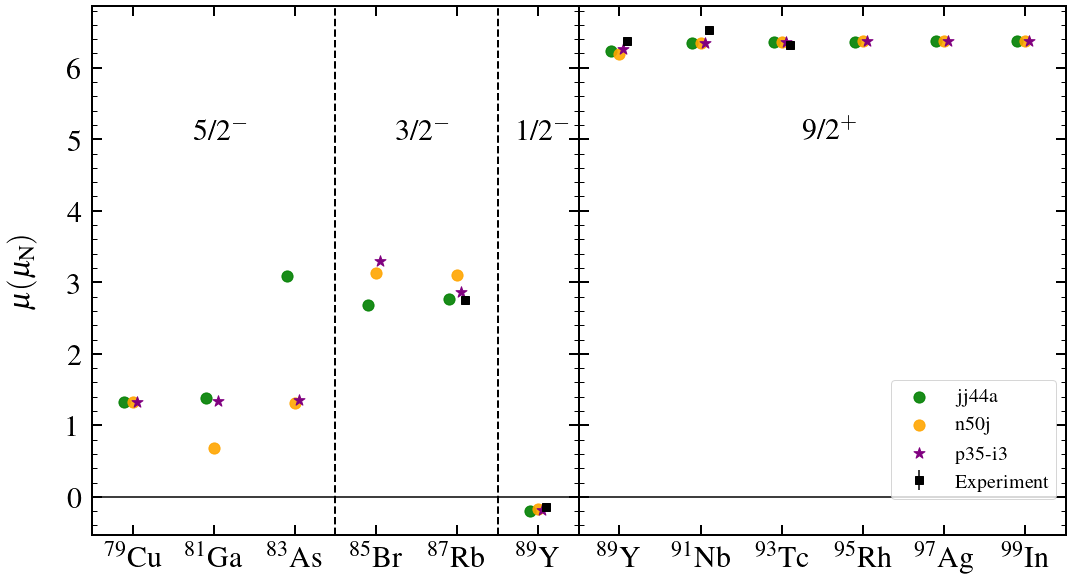 μ(μN)
6
5
4
3
2
1
0
5/2−
3/2−
1/2−
9/2+
jj44a
n50j
p35-i3
Experiment
79Cu 81Ga 83As 85Br 87Rb 89Y 89Y 91Nb 93Tc 95Rh 97Ag 99In